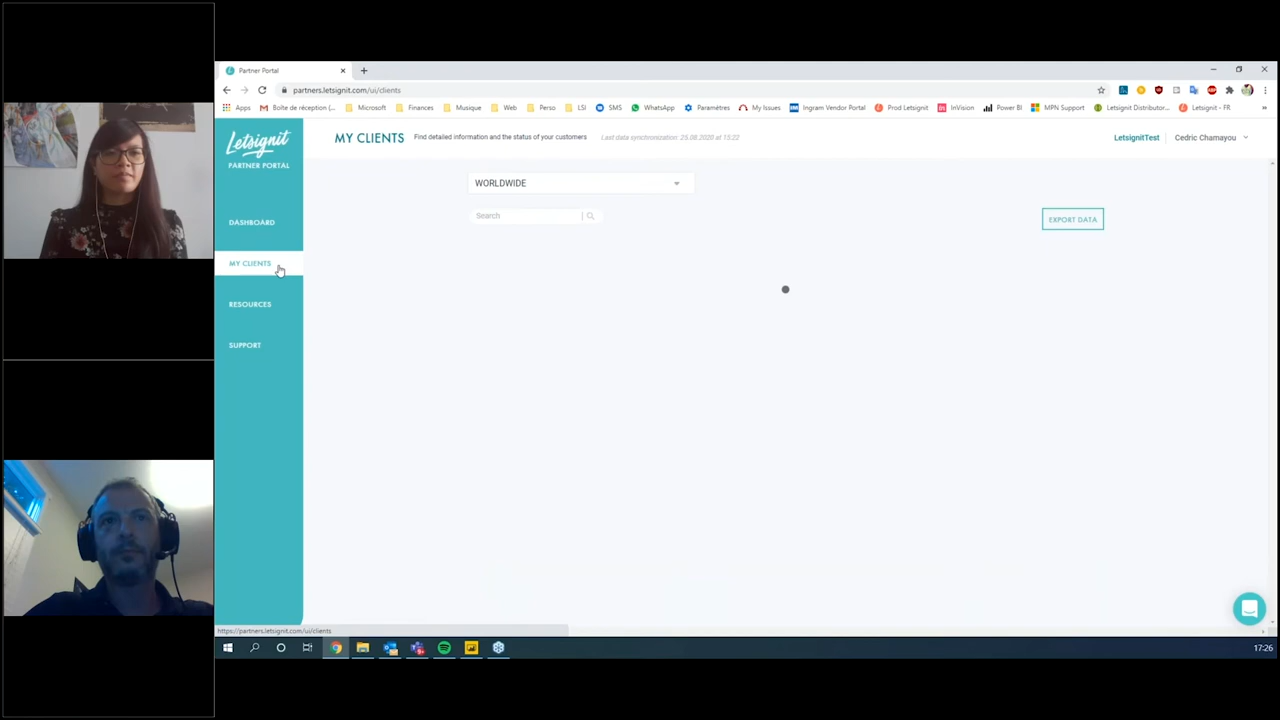 Partner Portal
partners.letsignit.com/ui/clients
Apps Boîte de réception (... Microsoft Finances Musique Web Perso LSI SMS WhatsApp Paramètres My Issues Ingram Vendor Portal Prod Letsignit InVision Power BI MPN Support Letsignit Distributor... Letsignit - FR
Letsignit
PARTNER PORTAL
MY CLIENTS Find detailed information and the status of your customers Last data synchronization: 25.08.2020 at 15:22 LetsignitTest Cedric Chamayou
WORLDWIDE
Search
EXPORT DATA
DASHBOARD
MY CLIENTS
RESOURCES
SUPPORT
https://partners.letsignit.com/ui/clients
17:26